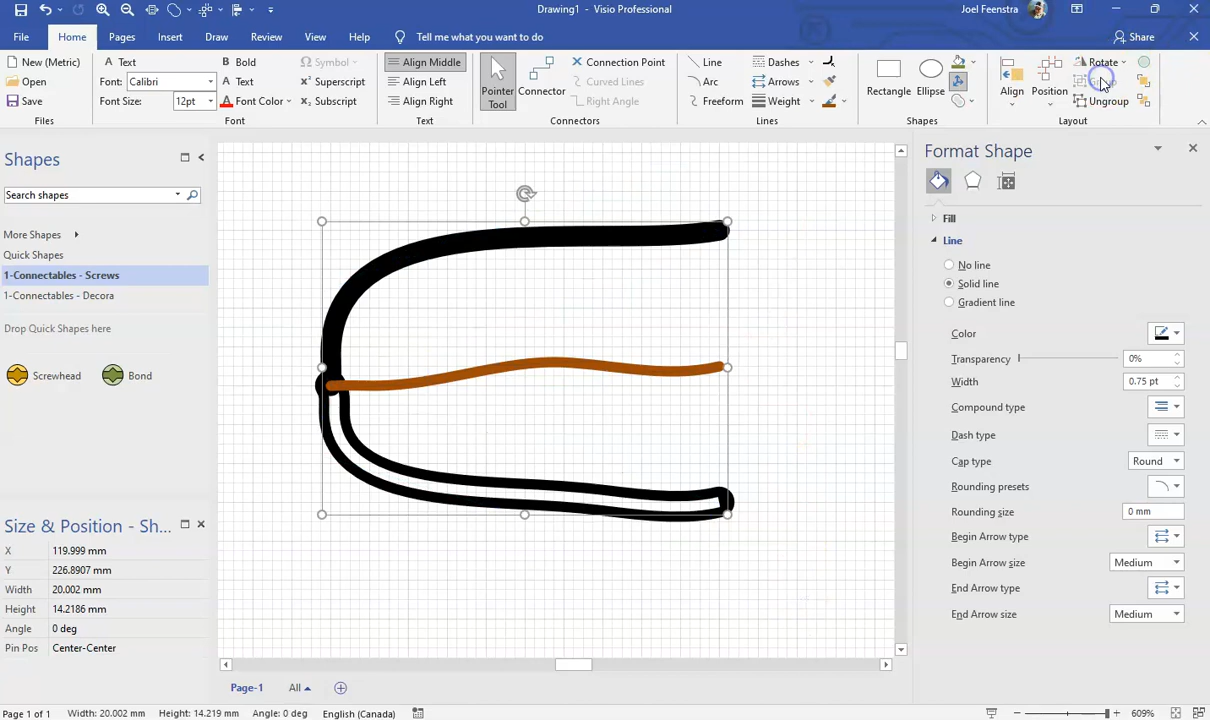 Drawing1 - Visio Professional
Joel Feenstra
File
Home
Pages
Insert
Draw
Review
View
Help
Tell me what you want to do
Share
New (Metric)
Open
Save
Files
Text
Bold
Symbol
Font: Calibri
Text
Superscript
Font Size: 12pt
Font Color
Subscript
Font
Align Middle
Align Left
Align Right
Text
Pointer Tool
Connector
Connection Point
Curved Lines
Right Angle
Connectors
Line
Arc
Freeform
Dashes
Arrows
Weight
Lines
Rectangle
Ellipse
Shapes
Align
Position
Rotate
Ungroup
Layout
Shapes
Search shapes
More Shapes
Quick Shapes
1-Connectables - Screws
1-Connectables - Decora
Drop Quick Shapes here
Screwhead
Bond
Size & Position - Sh...
X 119.999 mm
Y 226.8907 mm
Width 20.002 mm
Height 14.2186 mm
Angle 0 deg
Pin Pos Center-Center
Format Shape
Fill
Line
No line
Solid line
Gradient line
Color
Transparency 0%
Width 0.75 pt
Compound type
Dash type
Cap type Round
Rounding presets
Rounding size 0 mm
Begin Arrow type
Begin Arrow size Medium
End Arrow type
End Arrow size Medium
Page-1
All
Page 1 of 1
Width: 20.002 mm
Height: 14.219 mm
Angle: 0 deg
English (Canada)
609%